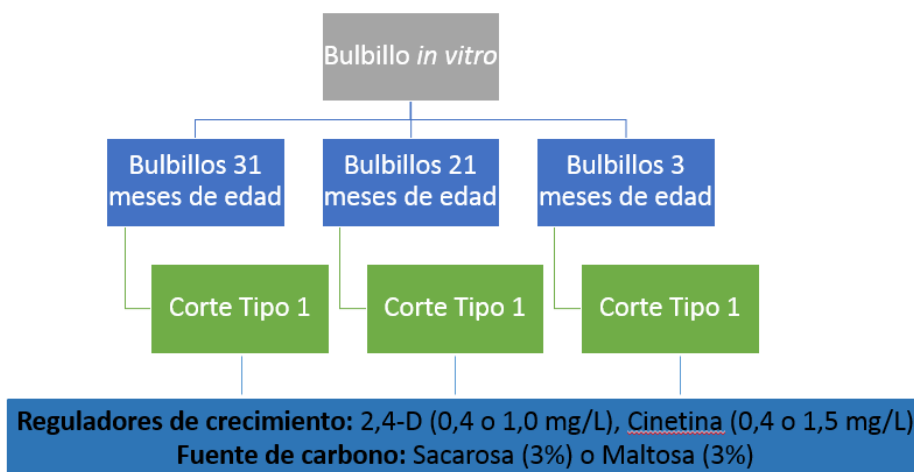 Bulbillo in vitro
Bulbillos 31
meses de edad
Bulbillos 21
meses de edad
Bulbillos 3
meses de edad
Corte Tipo 1
Corte Tipo 1
Corte Tipo 1
Reguladores de crecimiento: 2,4-D (0,4 o 1,0 mg/L), Cinetina (0,4 o 1,5 mg/L)
Fuente de carbono: Sacarosa (3%) o Maltosa (3%)